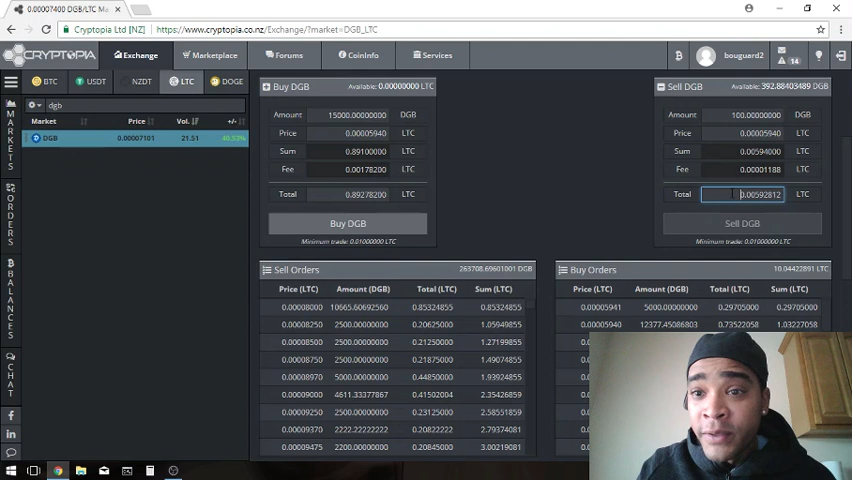 0.00007400 DGB/LTC Ma
Cryptopia Ltd [NZ] https://www.cryptopia.co.nz/Exchange/?market=DGB_LTC
CRYPTOPIA Exchange Marketplace Forums CoinInfo Services bouguard2 14
BTC USDT NZDT LTC DOGE
dgb
Market Price Vol. +/-
DGB 0.00007101 21.51 40.53%
MARKETS
ORDERS
BALANCES
CHAT
Buy DGB Available: 0.00000000 LTC
Amount 15000.00000000 DGB
Price 0.00005940 LTC
Sum 0.89100000 LTC
Fee 0.00178200 LTC
Total 0.89278200 LTC
Buy DGB
Minimum trade: 0.01000000 LTC
Sell DGB Available: 392.88403489 DGB
Amount 100.00000000 DGB
Price 0.00005940 LTC
Sum 0.00594000 LTC
Fee 0.00001188 LTC
Total 0.00592812 LTC
Sell DGB
Minimum trade: 0.01000000 LTC
Sell Orders 263708.69601001 DGB
Price (LTC) Amount (DGB) Total (LTC) Sum (LTC)
0.00008000 10665.60692560 0.85324855 0.85324855
0.00008250 2500.00000000 0.20625000 1.05949855
0.00008500 2500.00000000 0.21250000 1.27199855
0.00008750 2500.00000000 0.21875000 1.49074855
0.00008970 5000.00000000 0.44850000 1.93924855
0.00009000 4611.33377867 0.41502004 2.35426859
0.00009250 2500.00000000 0.23125000 2.58551859
0.00009370 2222.22222222 0.20822222 2.79374081
0.00009475 2200.00000000 0.20845000 3.00219081
Buy Orders 10.04422891 LTC
Price (LTC) Amount (DGB) Total (LTC) Sum (LTC)
0.00005941 5000.00000000 0.29705000 0.29705000
0.00005940 12377.45086803 0.73522058 1.03227058